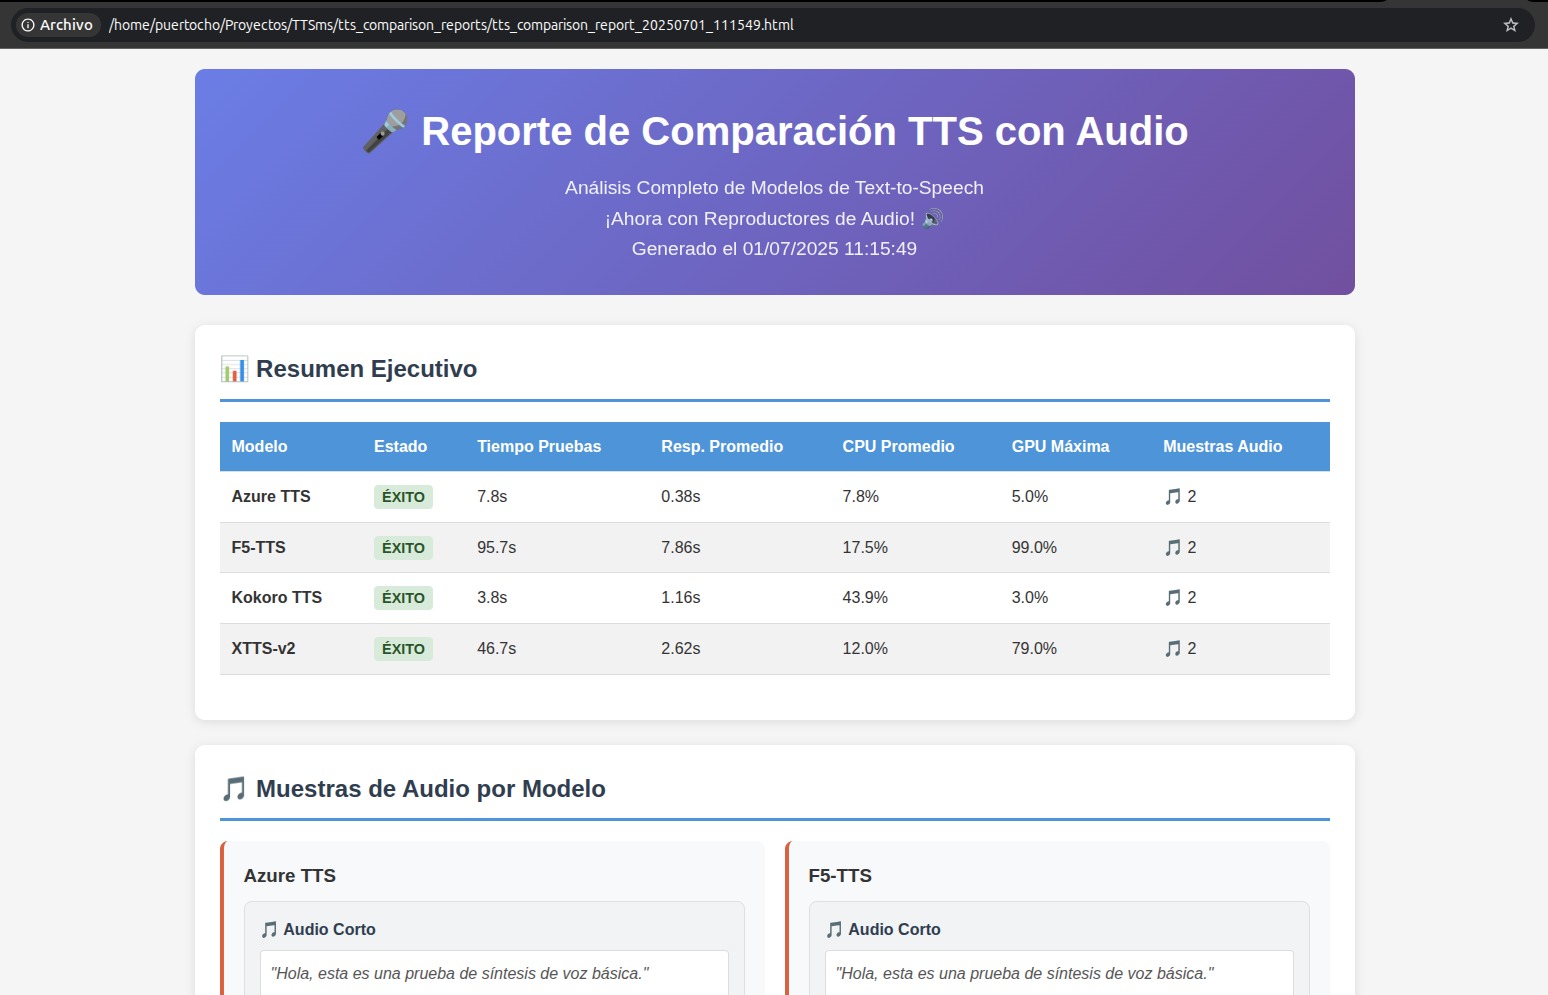 Archivo /home/puertocho/Proyectos/TTSms/tts_comparison_reports/tts_comparison_report_20250701_111549.html
🎤 Reporte de Comparación TTS con Audio
Análisis Completo de Modelos de Text-to-Speech
¡Ahora con Reproductores de Audio! 🔊
Generado el 01/07/2025 11:15:49
📊 Resumen Ejecutivo
Modelo Estado Tiempo Pruebas Resp. Promedio CPU Promedio GPU Máxima Muestras Audio
Azure TTS ÉXITO 7.8s 0.38s 7.8% 5.0% 🎵 2
F5-TTS ÉXITO 95.7s 7.86s 17.5% 99.0% 🎵 2
Kokoro TTS ÉXITO 3.8s 1.16s 43.9% 3.0% 🎵 2
XTTS-v2 ÉXITO 46.7s 2.62s 12.0% 79.0% 🎵 2
🎵 Muestras de Audio por Modelo
Azure TTS
🎵 Audio Corto
"Hola, esta es una prueba de síntesis de voz básica."
F5-TTS
🎵 Audio Corto
"Hola, esta es una prueba de síntesis de voz básica."